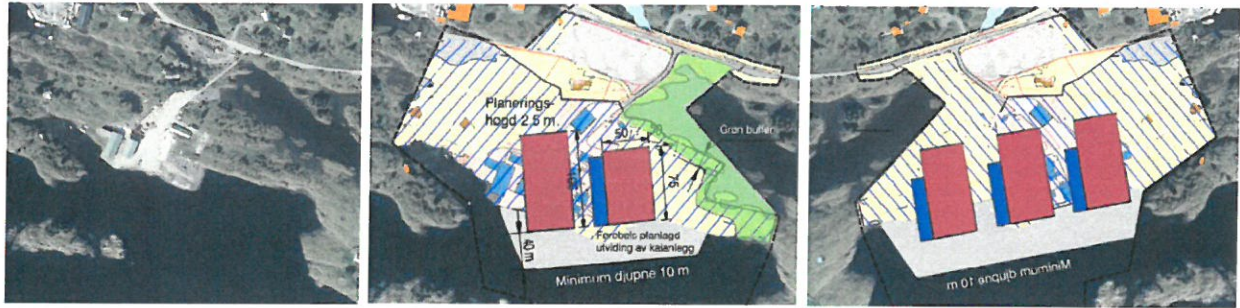 Planerings-
høgd 2,5 m.
50
Grøn buffer
75
Førebels planlagd
utviding av kaianlegg
40 m
Minimum djupne 10 m
Minimum djupne 10 m